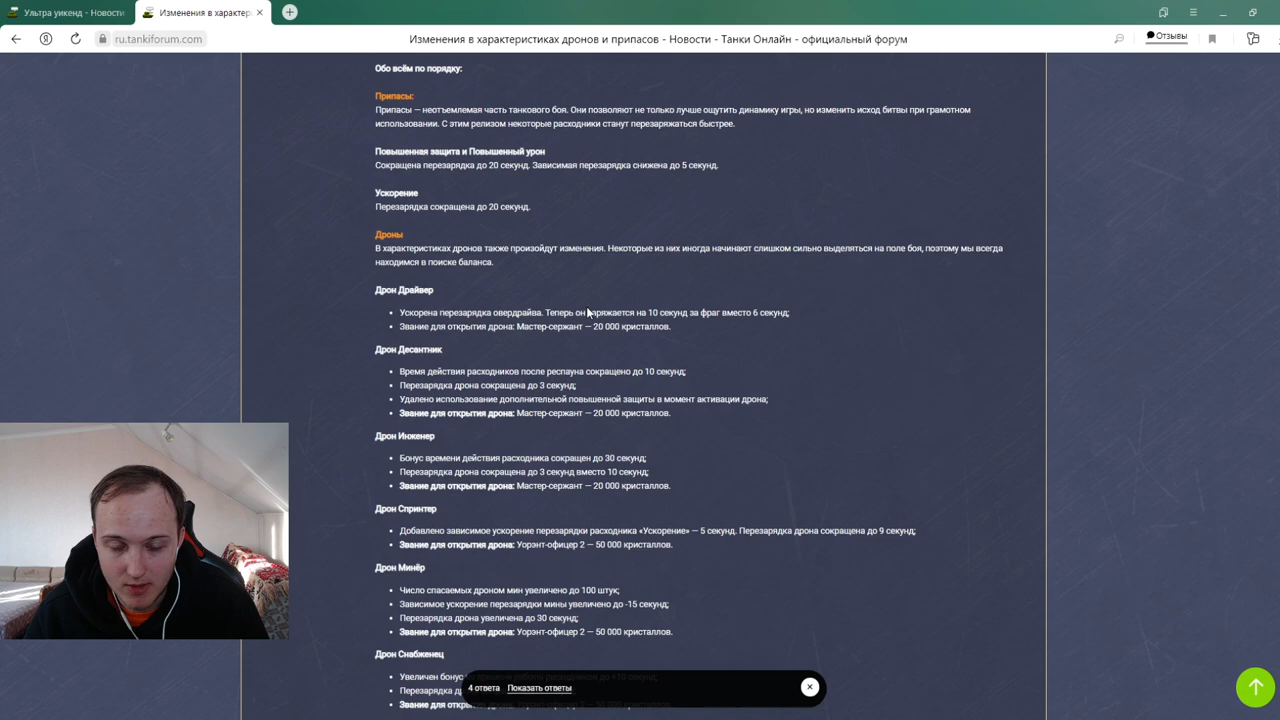 Ультра уикенд - Новости
Изменения в характер
ru.tankiforum.com
Изменения в характеристиках дронов и припасов - Новости - Танки Онлайн - официальный форум
Отзывы
Обо всём по порядку:
Припасы:
Припасы — неотъемлемая часть танкового боя. Они позволяют не только лучше ощутить динамику игры, но изменить исход битвы при грамотном
использовании. С этим релизом некоторые расходники станут перезаряжаться быстрее.
Повышенная защита и Повышенный урон
Сокращена перезарядка до 20 секунд. Зависимая перезарядка снижена до 5 секунд.
Ускорение
Перезарядка сокращена до 20 секунд.
Дроны
В характеристиках дронов также произойдут изменения. Некоторые из них иногда начинают слишком сильно выделяться на поле боя, поэтому мы всегда
находимся в поиске баланса.
Дрон Драйвер
• Ускорена перезарядка овердрайва. Теперь он заряжается на 10 секунд за фраг вместо 6 секунд;
• Звание для открытия дрона: Мастер-сержант — 20 000 кристаллов.
Дрон Десантник
• Время действия расходников после респауна сокращено до 10 секунд;
• Перезарядка дрона сокращена до 3 секунд;
• Удалено использование дополнительной повышенной защиты в момент активации дрона;
• Звание для открытия дрона: Мастер-сержант — 20 000 кристаллов.
Дрон Инженер
• Бонус времени действия расходника сокращен до 30 секунд;
• Перезарядка дрона сокращена до 3 секунд вместо 10 секунд;
• Звание для открытия дрона: Мастер-сержант — 20 000 кристаллов.
Дрон Спринтер
• Добавлено зависимое ускорение перезарядки расходника «Ускорение» — 5 секунд. Перезарядка дрона сокращена до 9 секунд;
• Звание для открытия дрона: Уорэнт-офицер 2 — 50 000 кристаллов.
Дрон Минёр
• Число спасаемых дроном мин увеличено до 100 штук;
• Зависимое ускорение перезарядки мины увеличено до -15 секунд;
• Перезарядка дрона увеличена до 30 секунд;
• Звание для открытия дрона: Уорэнт-офицер 2 — 50 000 кристаллов.
Дрон Снабженец
• Увеличен бонус
• Перезарядка
4 ответа Показать ответы
• Звание для